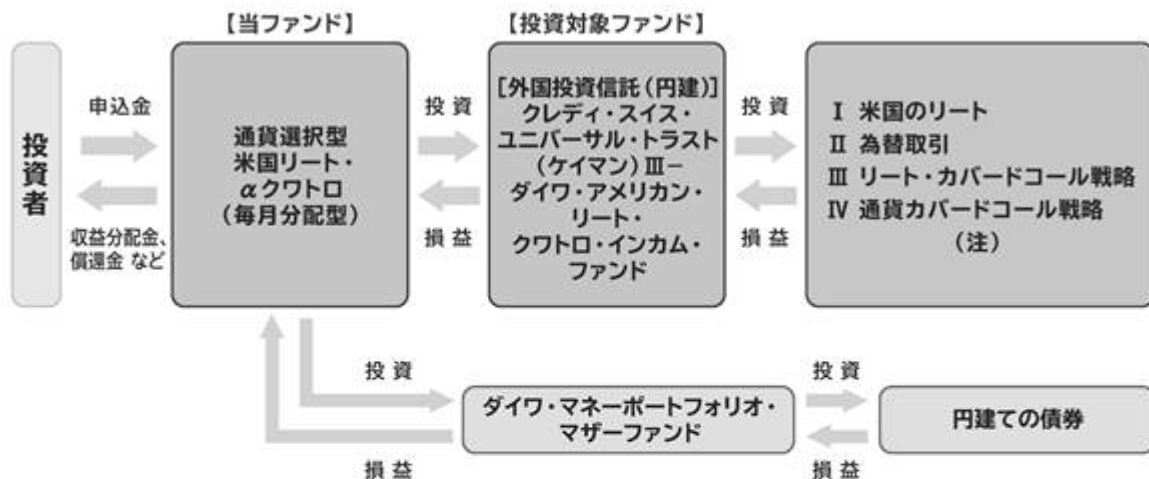 【当ファンド】
【投資対象ファンド】
投資者
申込金
収益分配金、
償還金 など
通貨選択型
米国リート・
αクワトロ
(毎月分配型)
投 資
損 益
[外国投資信託(円建)]
クレディ・スイス・
ユニバーサル・トラスト
(ケイマン)Ⅲ−
ダイワ・アメリカン・
リート・
クワトロ・インカム・
ファンド
投 資
損 益
Ⅰ 米国のリート
Ⅱ 為替取引
Ⅲ リート・カバードコール戦略
Ⅳ 通貨カバードコール戦略
(注)
投 資
損 益
ダイワ・マネーポートフォリオ・
マザーファンド
投 資
損 益
円建ての債券